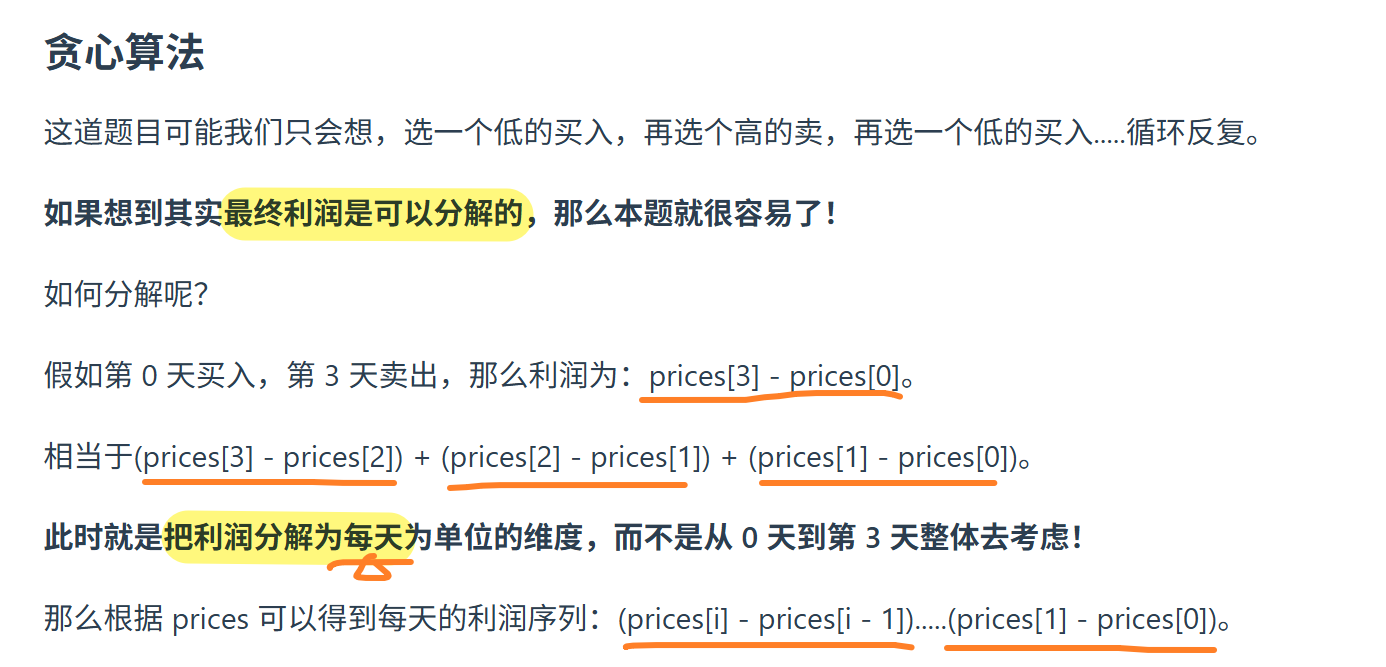 贪心算法
这道题目可能我们只会想，选一个低的买入，再选个高的卖，再选一个低的买入.....循环反复。
如果想到其实最终利润是可以分解的，那么本题就很容易了！
如何分解呢？
假如第 0 天买入，第 3 天卖出，那么利润为：prices[3] - prices[0]。
相当于(prices[3] - prices[2]) + (prices[2] - prices[1]) + (prices[1] - prices[0])。
此时就是把利润分解为每天为单位的维度，而不是从 0 天到第 3 天整体去考虑！
那么根据 prices 可以得到每天的利润序列：(prices[i] - prices[i - 1]).....(prices[1] - prices[0])。